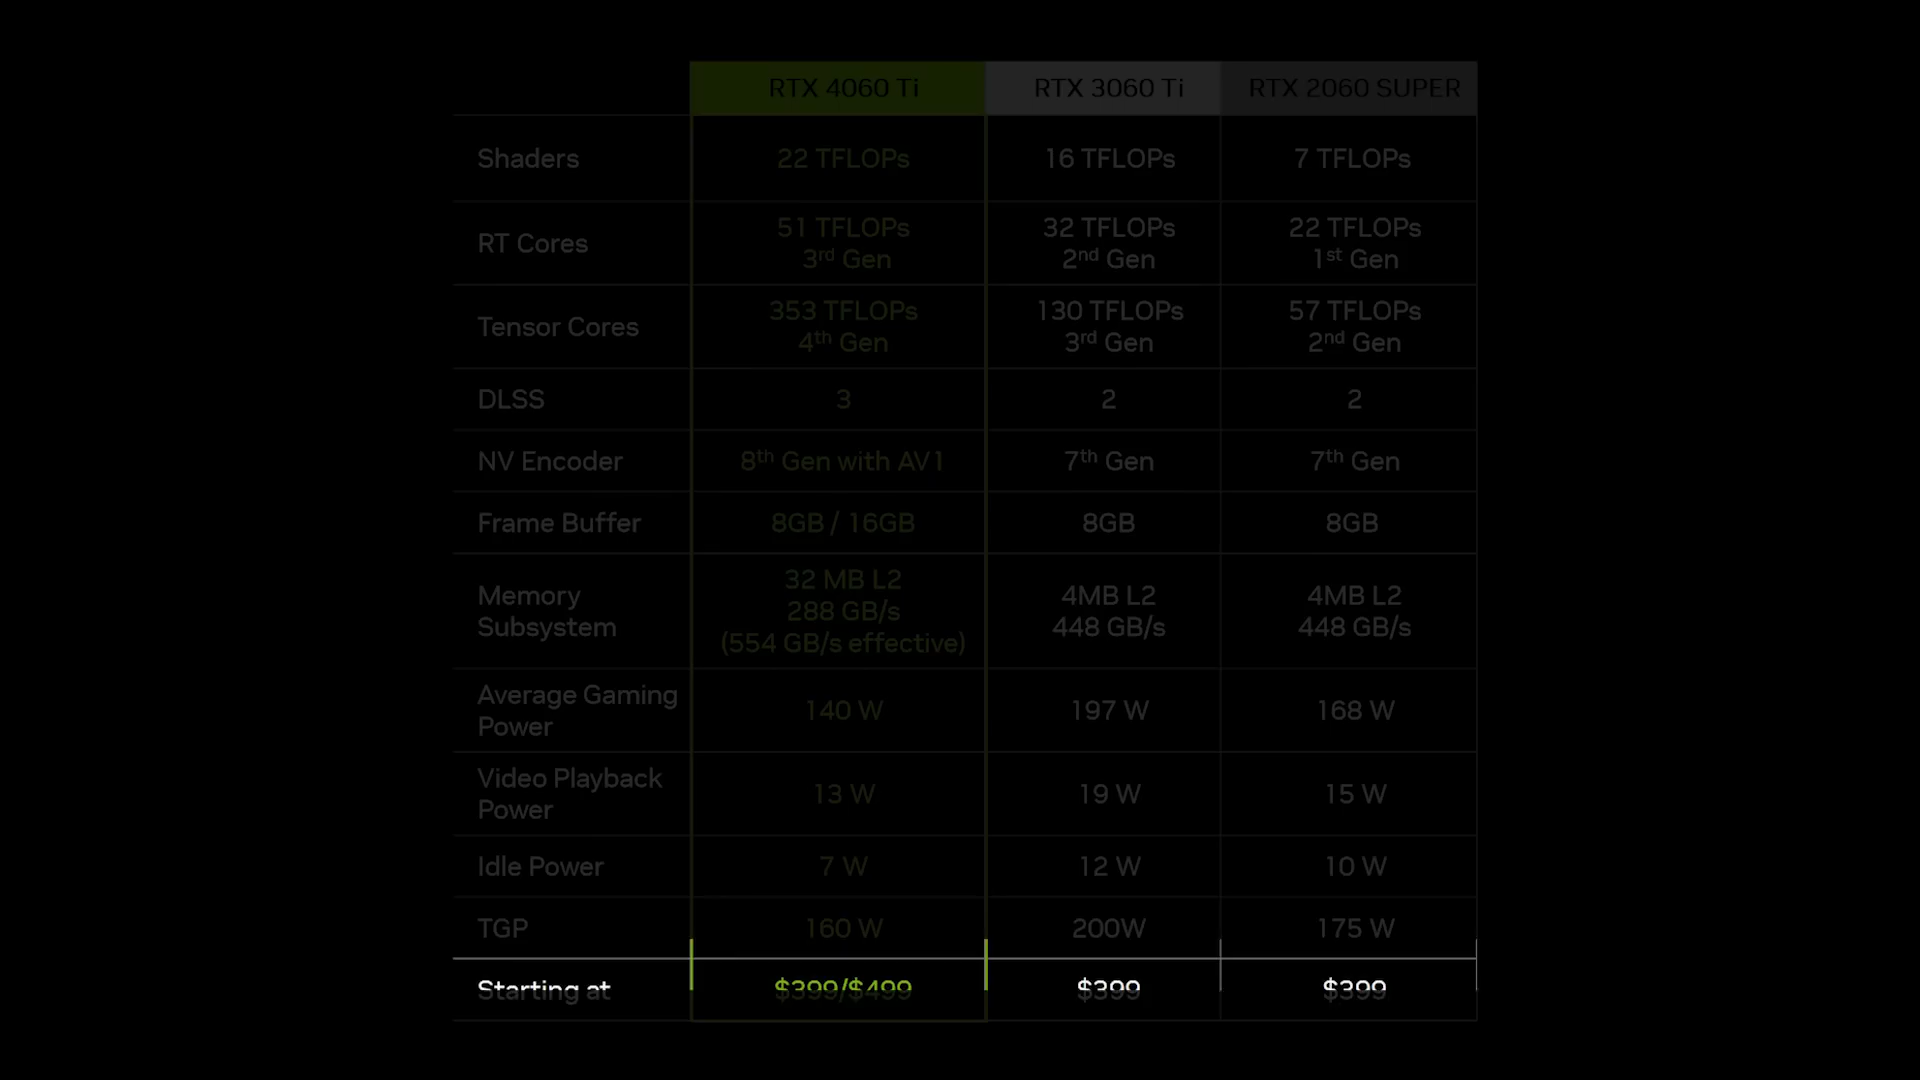 RTX 4060 Ti RTX 3060 Ti RTX 2060 SUPER
Shaders 22 TFLOPs 16 TFLOPs 7 TFLOPs
RT Cores 51 TFLOPs 3rd Gen 32 TFLOPs 2nd Gen 22 TFLOPs 1st Gen
Tensor Cores 353 TFLOPs 4th Gen 130 TFLOPs 3rd Gen 57 TFLOPs 2nd Gen
DLSS 3 2 2
NV Encoder 8th Gen with AV1 7th Gen 7th Gen
Frame Buffer 8GB / 16GB 8GB 8GB
Memory Subsystem 32 MB L2 288 GB/s (554 GB/s effective) 4MB L2 448 GB/s 4MB L2 448 GB/s
Average Gaming Power 140 W 197 W 168 W
Video Playback Power 13 W 19 W 15 W
Idle Power 7 W 12 W 10 W
TGP 160 W 200W 175 W
Starting at $399/$499 $399 $399